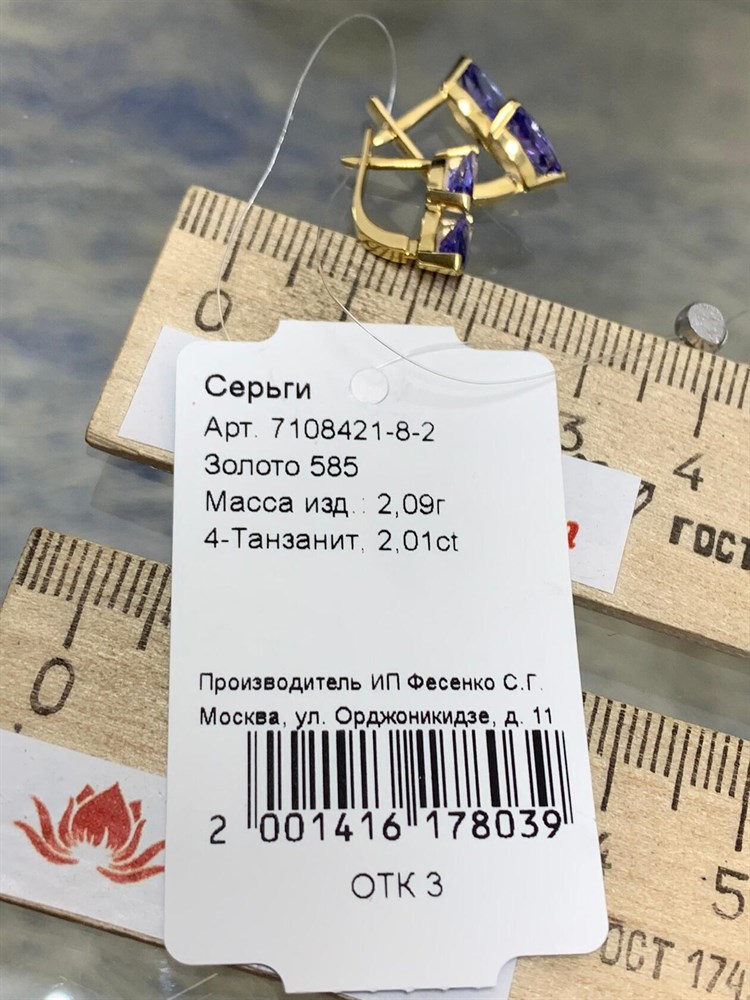 0
Серьги
Арт. 7108421-8-2
Золото 585
Масса изд.: 2,09г
4-Танзанит, 2,01ct
3
4
ГОСТ
0
Производитель ИП Фесенко С.Г.
Москва, ул. Орджоникидзе, д. 11
2 001416 178039
ОТК 3
5
ОСТ 174